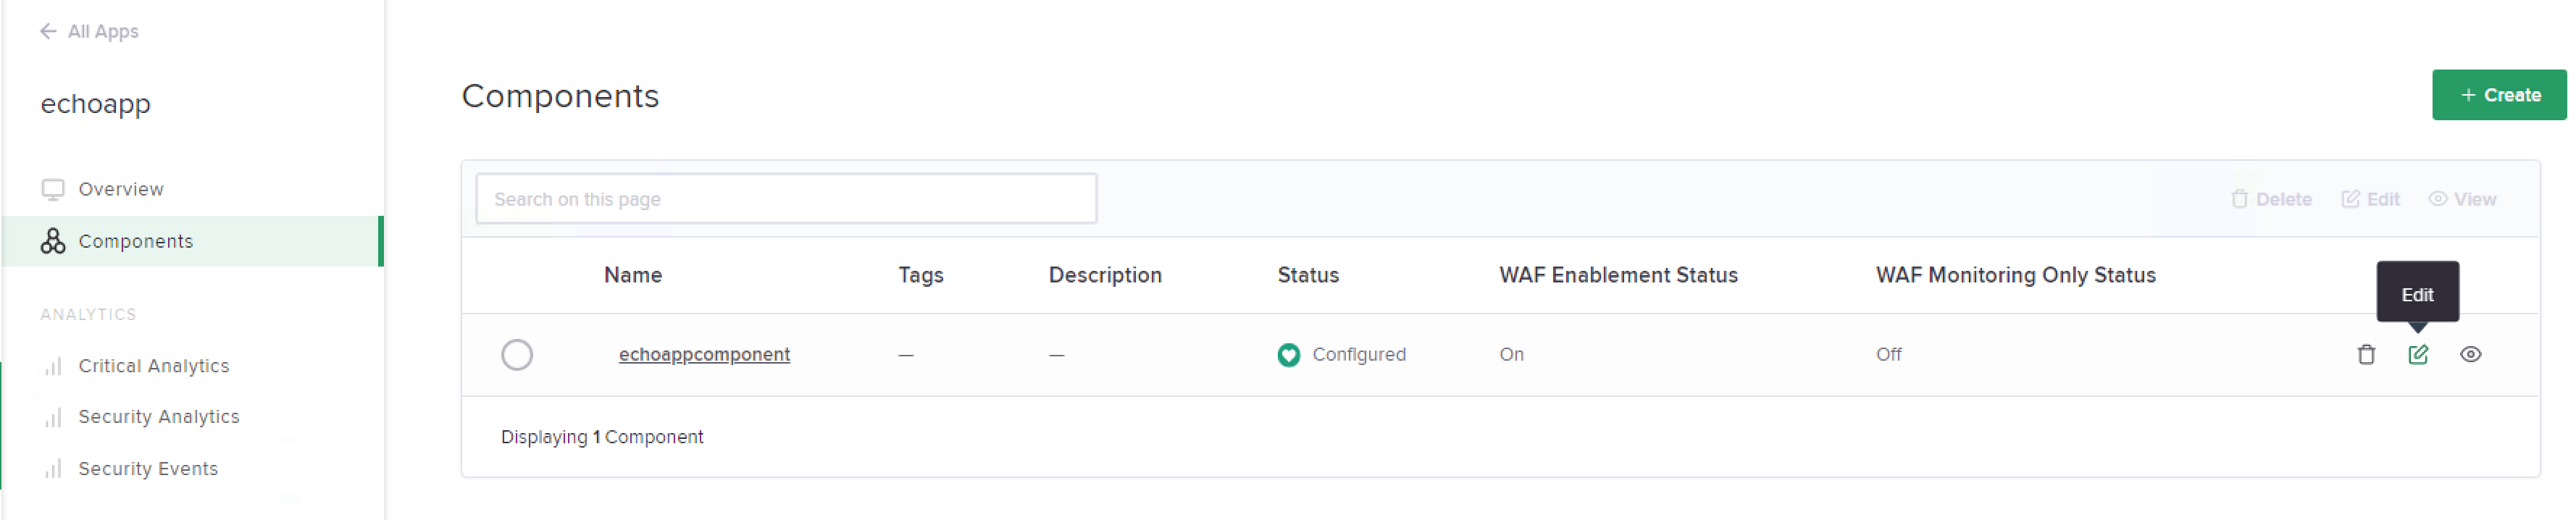 All Apps
echoapp
Overview
Components
ANALYTICS
Critical Analytics
Security Analytics
Security Events
Components
+ Create
Search on this page
Delete Edit View
Name Tags Description Status WAF Enablement Status WAF Monitoring Only Status
Edit
echoappcomponent — — Configured On Off
Displaying 1 Component